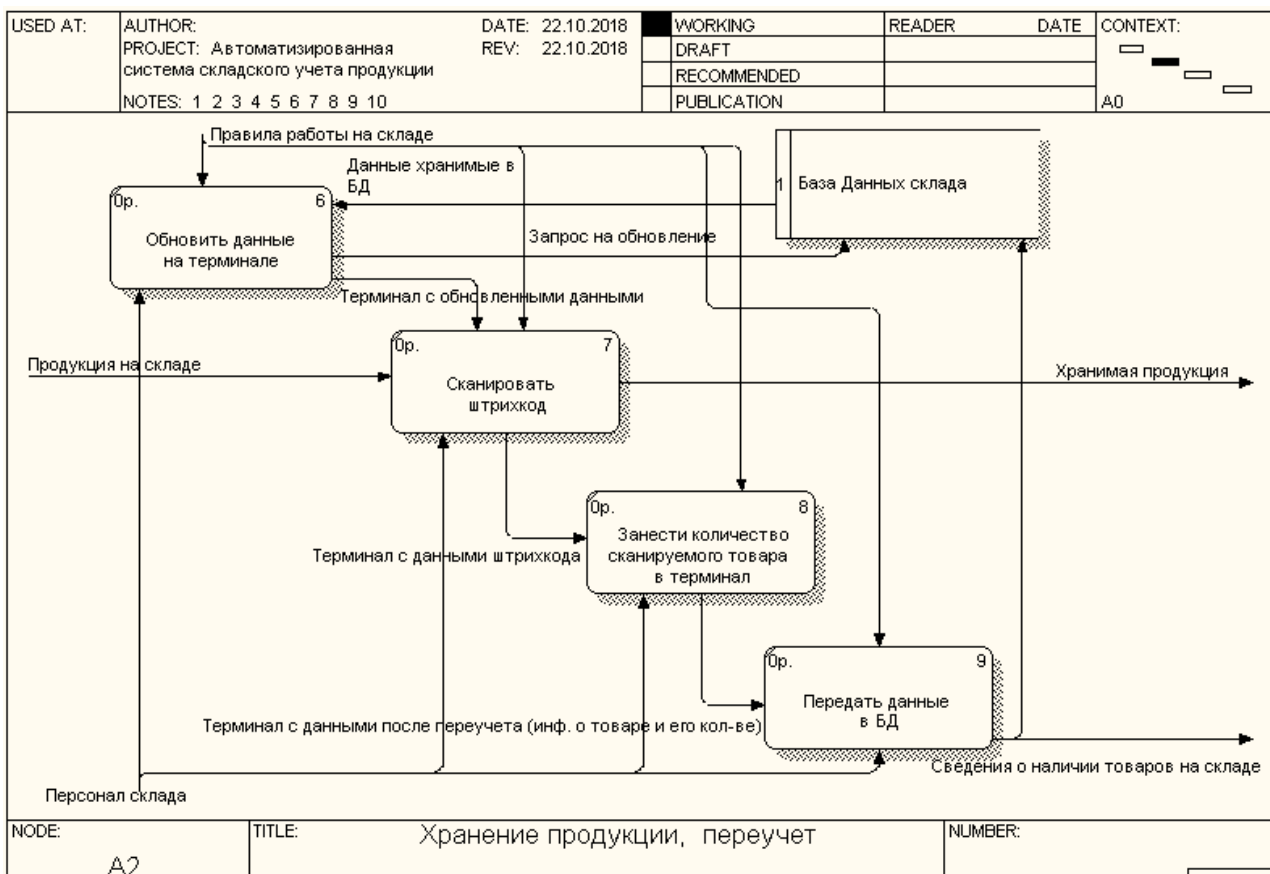 USED AT:
AUTHOR:
DATE: 22.10.2018
PROJECT: Автоматизированная
система складского учета продукции
REV: 22.10.2018
NOTES: 1 2 3 4 5 6 7 8 9 10
WORKING
DRAFT
RECOMMENDED
PUBLICATION
READER
DATE
CONTEXT:
A0
Правила работы на складе
Данные хранимые в
БД
1
База Данных склада
0р.
6
Обновить данные
на терминале
Запрос на обновление
Терминал с обновленными данными
0р.
7
Сканировать
штрихкод
Продукция на складе
Хранимая продукция
0р.
8
Занести количество
сканируемого товара
в терминал
Терминал с данными штрихкода
0р.
9
Передать данные
в БД
Терминал с данными после переучета (инф. о товаре и его кол-ве)
Сведения о наличии товаров на складе
Персонал склада
NODE:
A2
TITLE:
Хранение продукции, переучет
NUMBER: